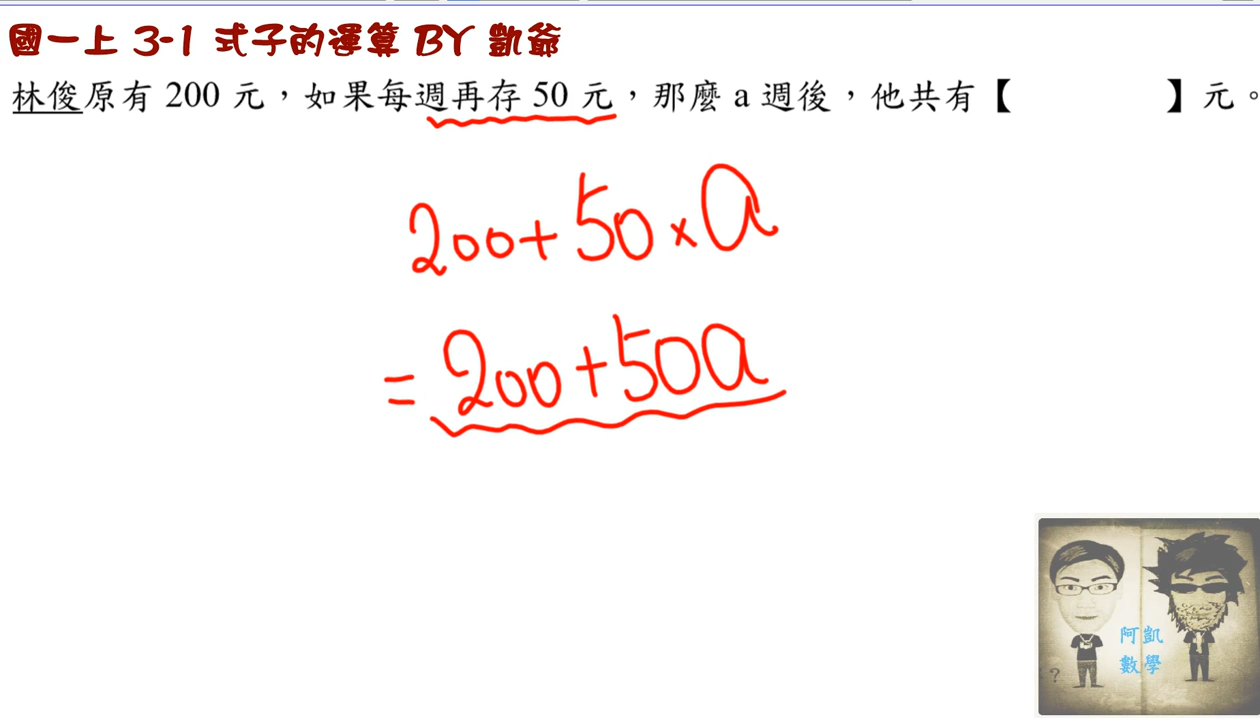 國一上 3-1 式子的運算 BY 凱爺
林俊原有 200 元，如果每週再存 50 元，那麼 a 週後，他共有【 】元。
200+50×a
=200+50a
阿凱
數學
?